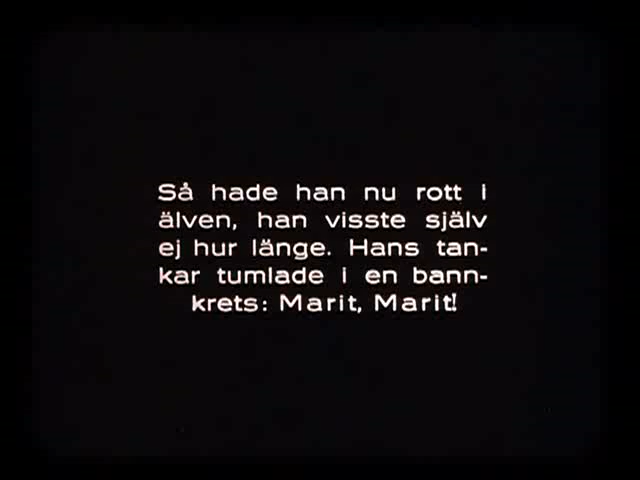 Så hade han nu rott i
älven, han visste själv
ej hur länge. Hans tan-
kar tumlade i en bann-
krets: Marit, Marit!